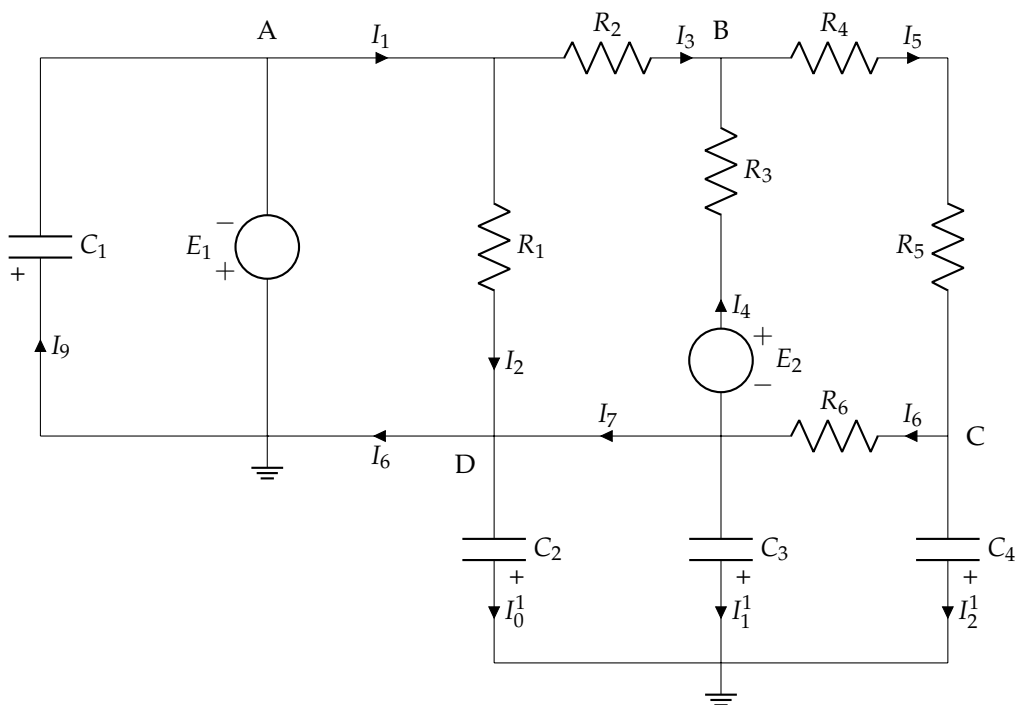 A I₁ R₂ I₃ B R₄ I₅
R₃
− − 
C₁ E₁ R₁ R₅
+ +
I₄
I₉ I₂ + E₂
−
R₆
I₇ I₆ C
I₆ D
C₂ C₃ C₄
+ + +
I₀¹ I₁¹ I₂¹